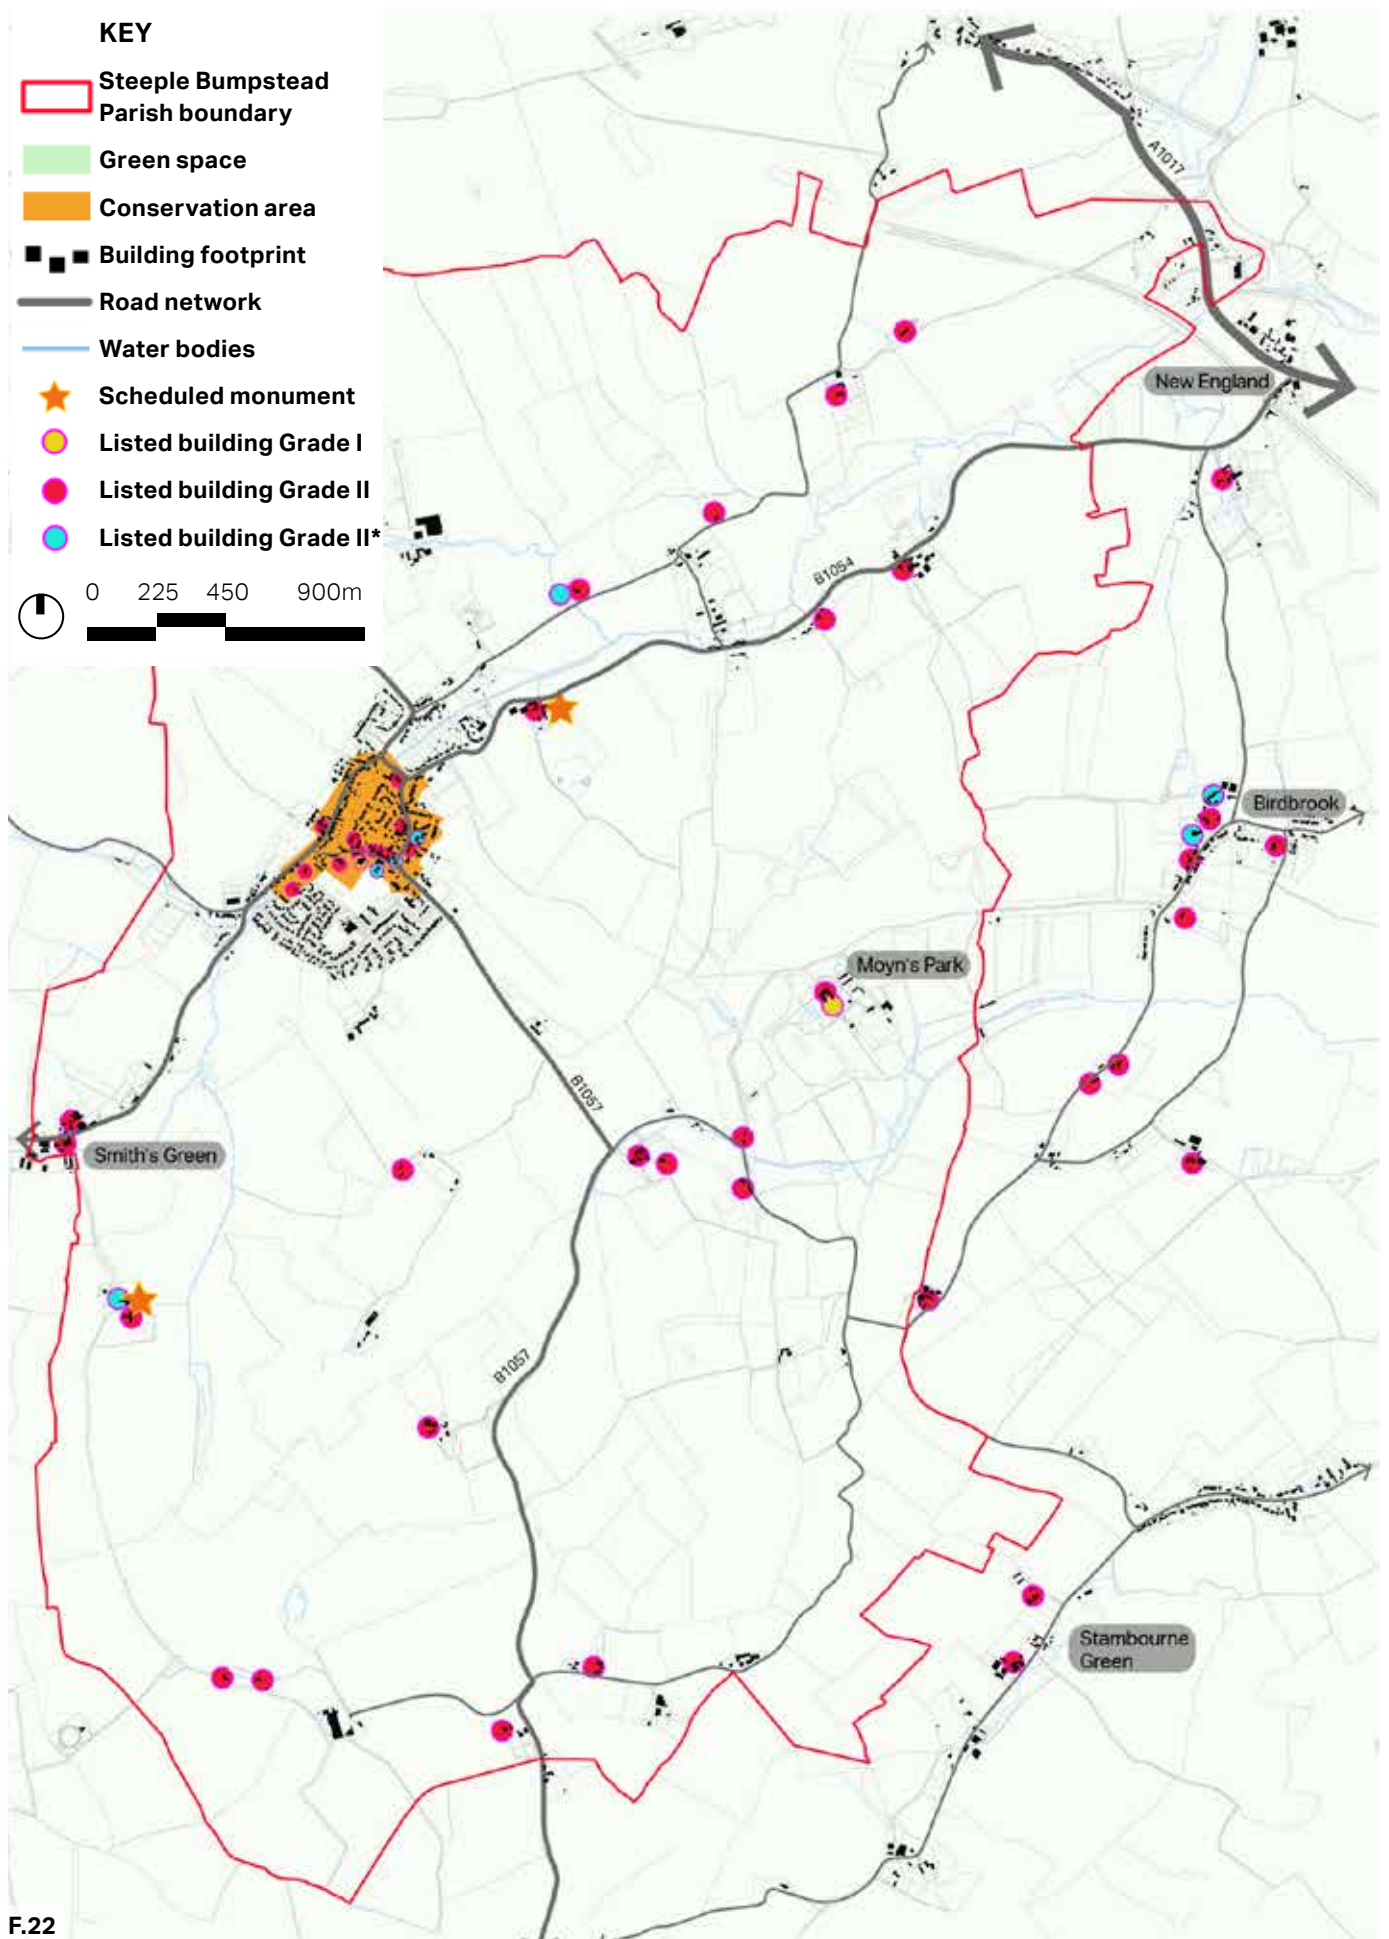 KEY
Steeple Bumpstead
Parish boundary
Green space
Conservation area
Building footprint
Road network
Water bodies
Scheduled monument
Listed building Grade I
Listed building Grade II
Listed building Grade II*
0 225 450 900m
A1017
New England
B1054
Birdbrook
Moyn's Park
B1057
Smith's Green
B1057
Stambourne
Green
F.22